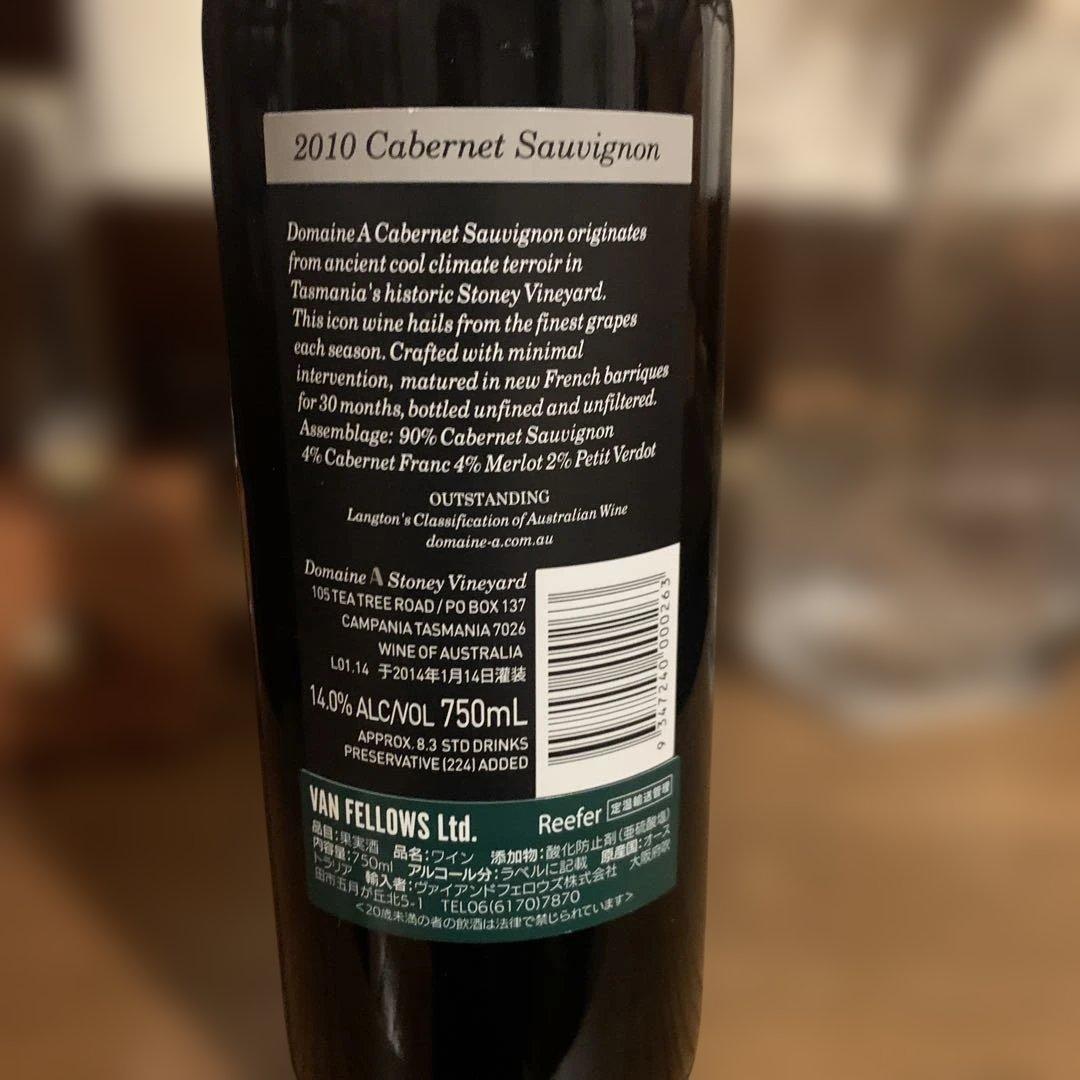 2010 Cabernet Sauvignon
Domaine A Cabernet Sauvignon originates
from ancient cool climate terroir in
Tasmania's historic Stoney Vineyard.
This icon wine hails from the finest grapes
each season. Crafted with minimal
intervention, matured in new French barriques
for 30 months, bottled unfined and unfiltered.
Assemblage: 90% Cabernet Sauvignon
4% Cabernet Franc 4% Merlot 2% Petit Verdot
OUTSTANDING
Langton's Classification of Australian Wine
domaine-a.com.au
Domaine A Stoney Vineyard
105 TEA TREE ROAD / PO BOX 137
CAMPANIA TASMANIA 7026
WINE OF AUSTRALIA
L01.14 于2014年1月14日灌装
14.0% ALC/VOL 750mL
APPROX. 8.3 STD DRINKS
PRESERVATIVE (224) ADDED
9 347240 000263
VAN FELLOWS Ltd. Reefer 定温輸送管理
品目:果実酒 品名:ワイン 添加物:酸化防止剤(亜硫酸塩)
内容量:750ml アルコール分:ラベルに記載 原産国:オース
トラリア 輸入者:ヴァイアンドフェロウズ株式会社 大阪府吹
田市五月が丘北5-1 TEL06(6170)7870
<20歳未満の者の飲酒は法律で禁じられています>